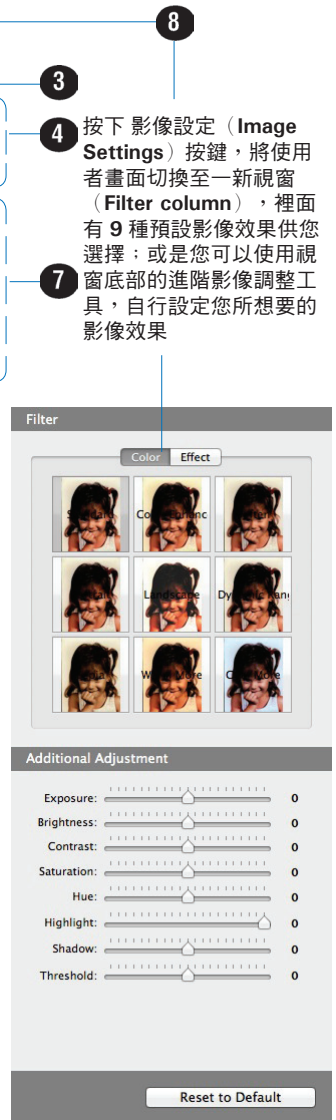 8
3
4
7
按下 影像設定（Image
Settings）按鍵，將使用
者畫面切換至一新視窗
（Filter column），裡面
有 9 種預設影像效果供您
選擇；或是您可以使用視
窗底部的進階影像調整工
具，自行設定您所想要的
影像效果
Filter
Color Effect
Landscape
Additional Adjustment
Exposure: 0
Brightness: 0
Contrast: 0
Saturation: 0
Hue: 0
Highlight: 0
Shadow: 0
Threshold: 0
Reset to Default